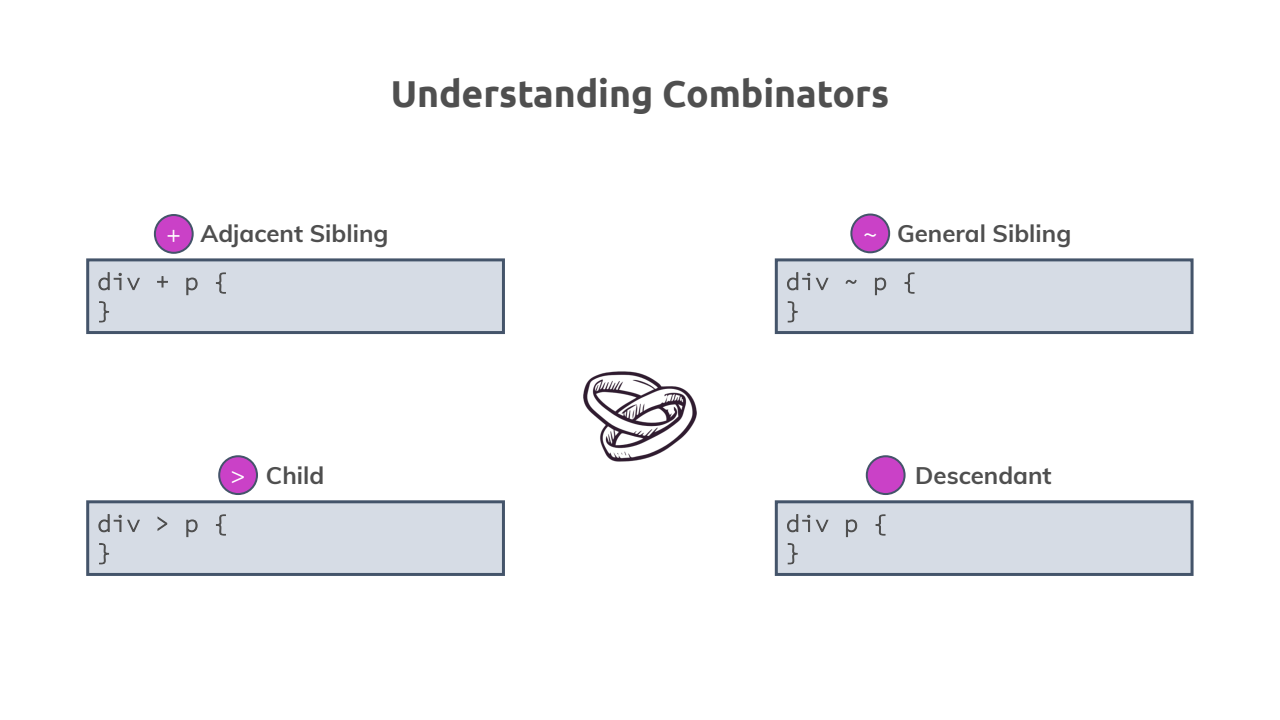 Understanding Combinators
+ Adjacent Sibling
div + p {
}
~ General Sibling
div ~ p {
}
> Child
div > p {
}
Descendant
div p {
}